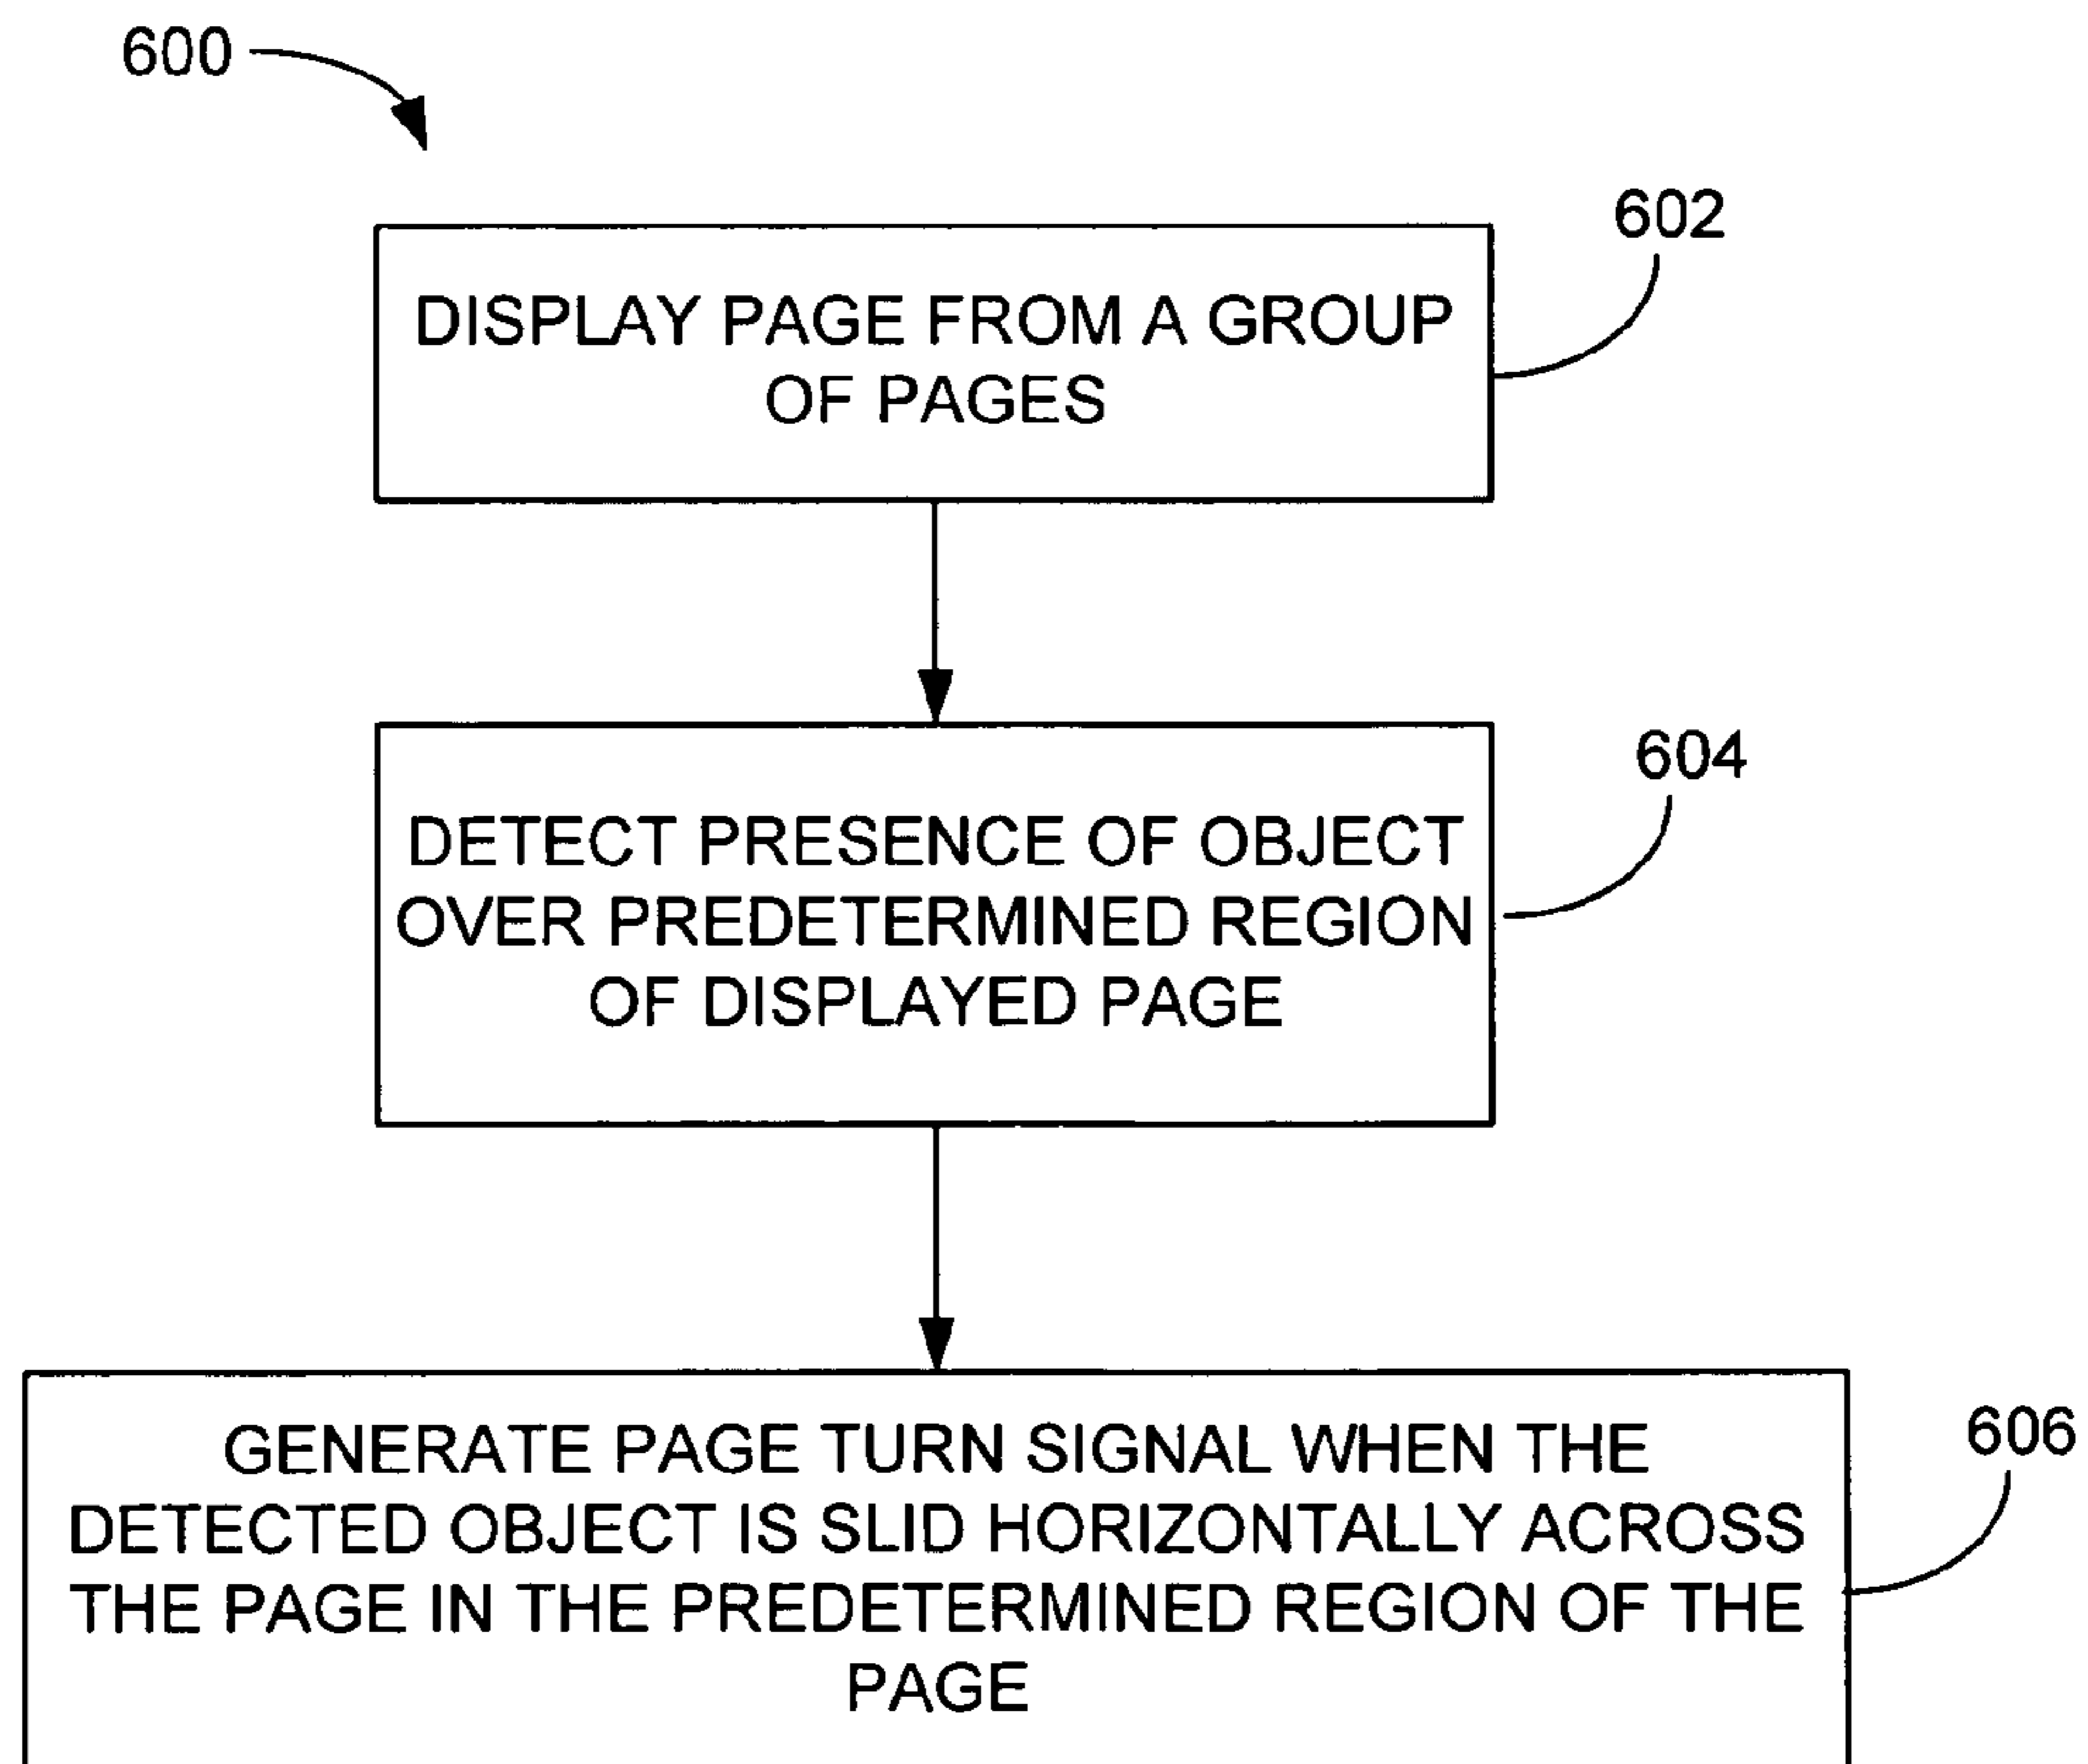 600
602
DISPLAY PAGE FROM A GROUP
OF PAGES
604
DETECT PRESENCE OF OBJECT
OVER PREDETERMINED REGION
OF DISPLAYED PAGE
606
GENERATE PAGE TURN SIGNAL WHEN THE
DETECTED OBJECT IS SLID HORIZONTALLY ACROSS
THE PAGE IN THE PREDETERMINED REGION OF THE
PAGE